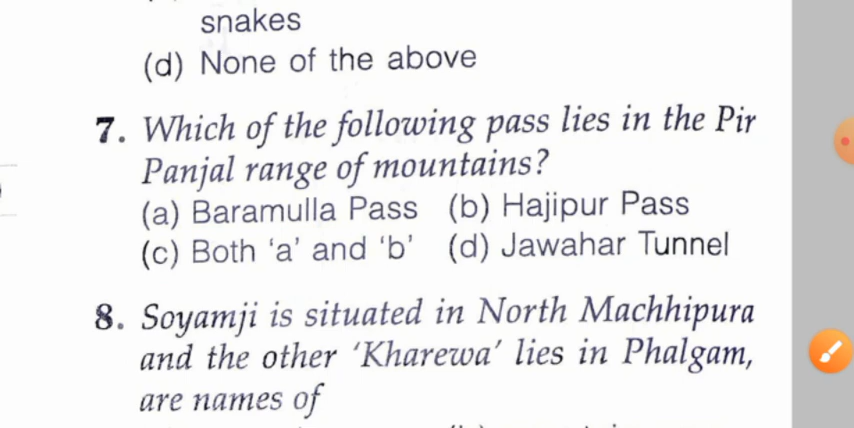 snakes
(d) None of the above
7. Which of the following pass lies in the Pir
Panjal range of mountains?
(a) Baramulla Pass (b) Hajipur Pass
(c) Both ‘a’ and ‘b’ (d) Jawahar Tunnel
8. Soyamji is situated in North Machhipura
and the other ‘Kharewa’ lies in Phalgam,
are names of